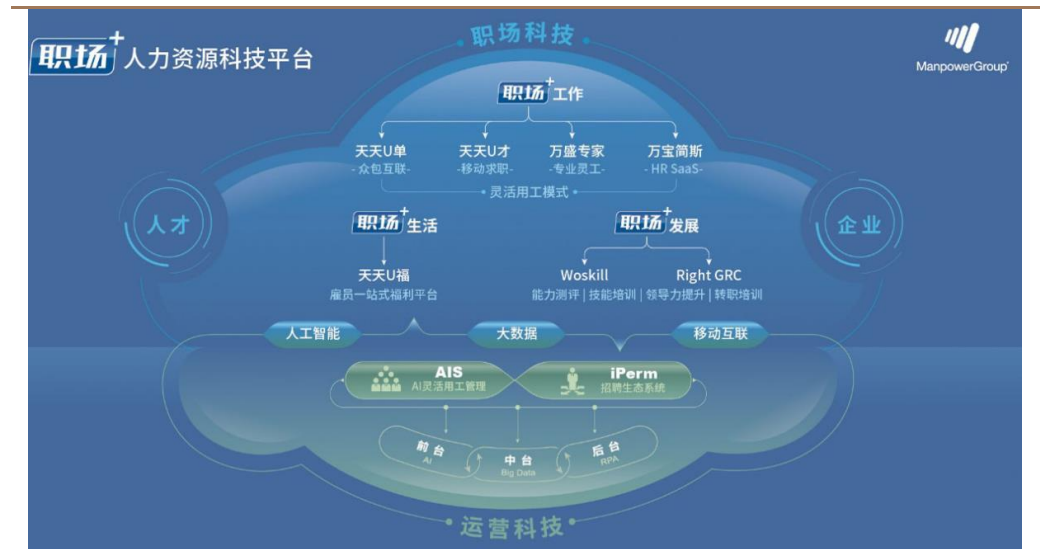 职场+ 人力资源科技平台
职场科技
ManpowerGroup
职场+ 工作
天天U单 天天U才 万盛专家 万宝简斯
- 众包互联- -移动求职- -专业灵工- - HR SaaS-
灵活用工模式
人才
企业
职场+ 生活
职场+ 发展
天天U福
雇员一站式福利平台
Woskill Right GRC
能力测评 | 技能培训 | 领导力提升 | 转职培训
人工智能 大数据 移动互联
AIS
AI灵活用工管理
iPerm
招聘生态系统
前台
AI
中台
Big Data
后台
RPA
运营科技